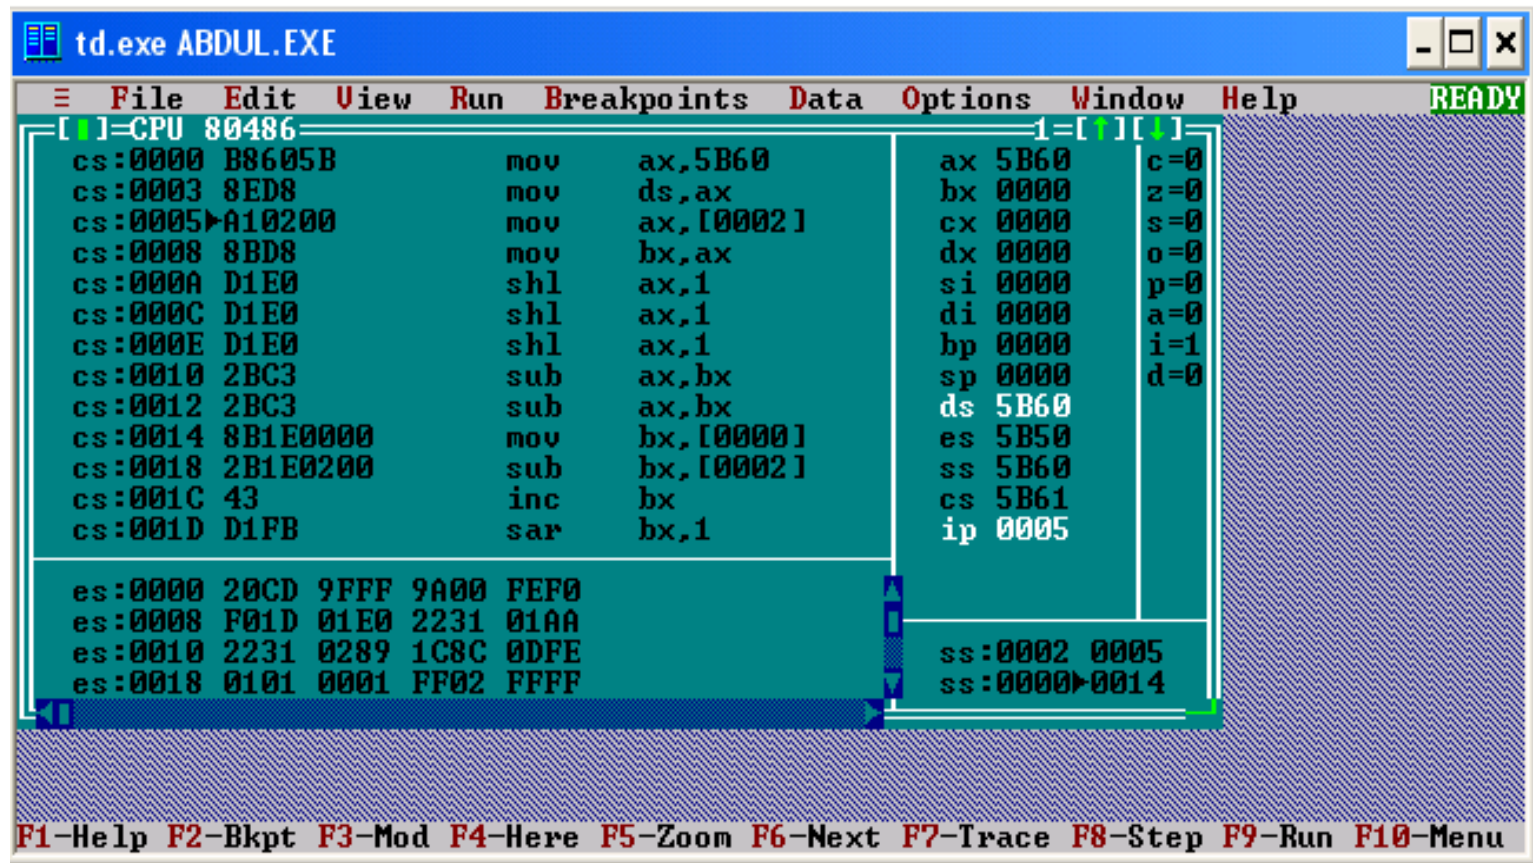 td.exe ABDUL.EXE
≡ File Edit View Run Breakpoints Data Options Window Help READY
[▮]=CPU 80486 1=[↑][↓]
cs:0000 B8605B mov ax,5B60 ax 5B60 c=0
cs:0003 8ED8 mov ds,ax bx 0000 z=0
cs:0005►A10200 mov ax,[0002] cx 0000 s=0
cs:0008 8BD8 mov bx,ax dx 0000 o=0
cs:000A D1E0 shl ax,1 si 0000 p=0
cs:000C D1E0 shl ax,1 di 0000 a=0
cs:000E D1E0 shl ax,1 bp 0000 i=1
cs:0010 2BC3 sub ax,bx sp 0000 d=0
cs:0012 2BC3 sub ax,bx ds 5B60
cs:0014 8B1E0000 mov bx,[0000] es 5B50
cs:0018 2B1E0200 sub bx,[0002] ss 5B60
cs:001C 43 inc bx cs 5B61
cs:001D D1FB sar bx,1 ip 0005
es:0000 20CD 9FFF 9A00 FEF0
es:0008 F01D 01E0 2231 01AA
es:0010 2231 0289 1C8C 0DFE ss:0002 0005
es:0018 0101 0001 FF02 FFFF ss:0000►0014
F1-Help F2-Bkpt F3-Mod F4-Here F5-Zoom F6-Next F7-Trace F8-Step F9-Run F10-Menu